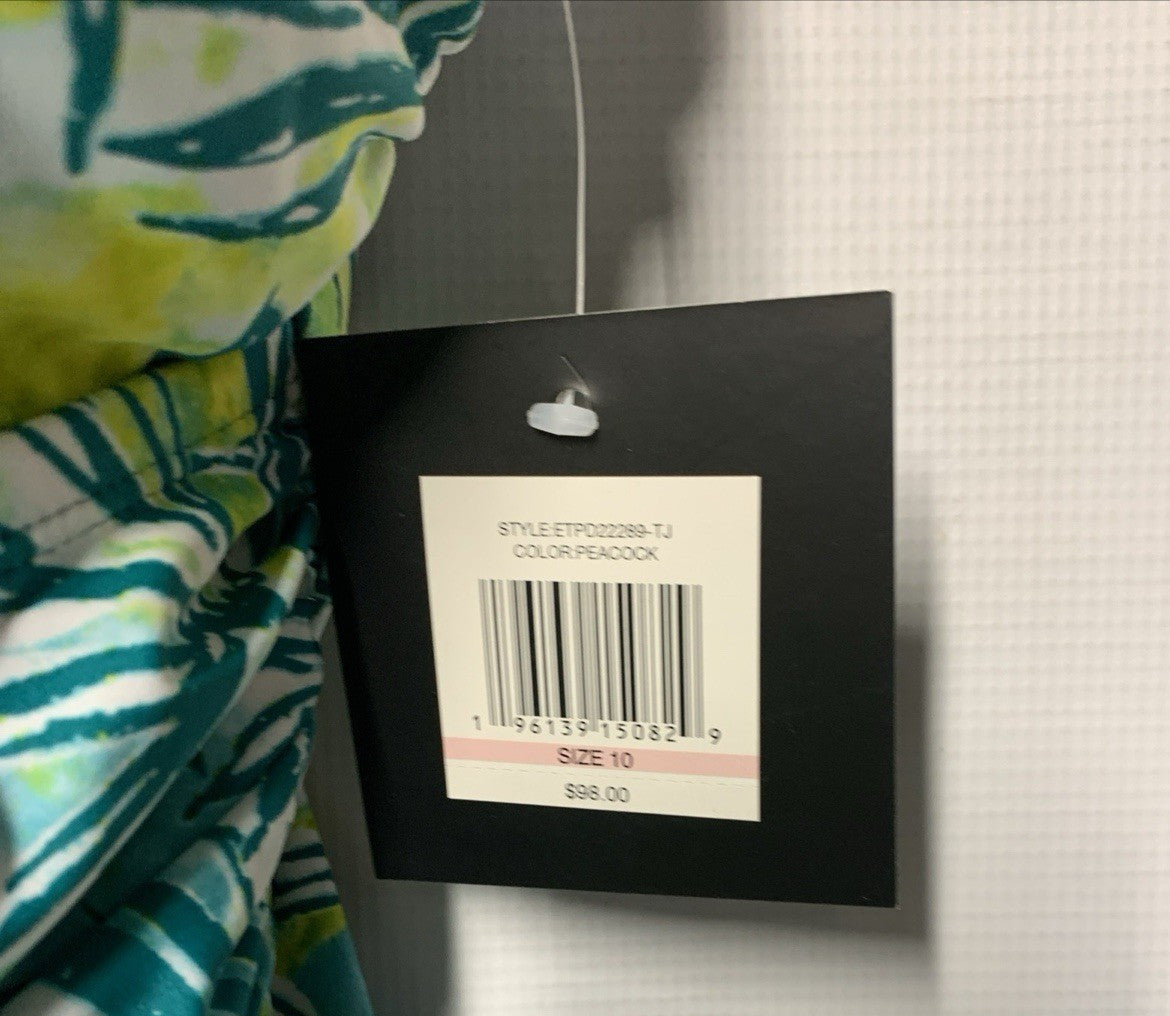 STYLE:ETPD22289-TJ
COLOR:PEACOCK
1 96139 15082 9
SIZE 10
$98.00